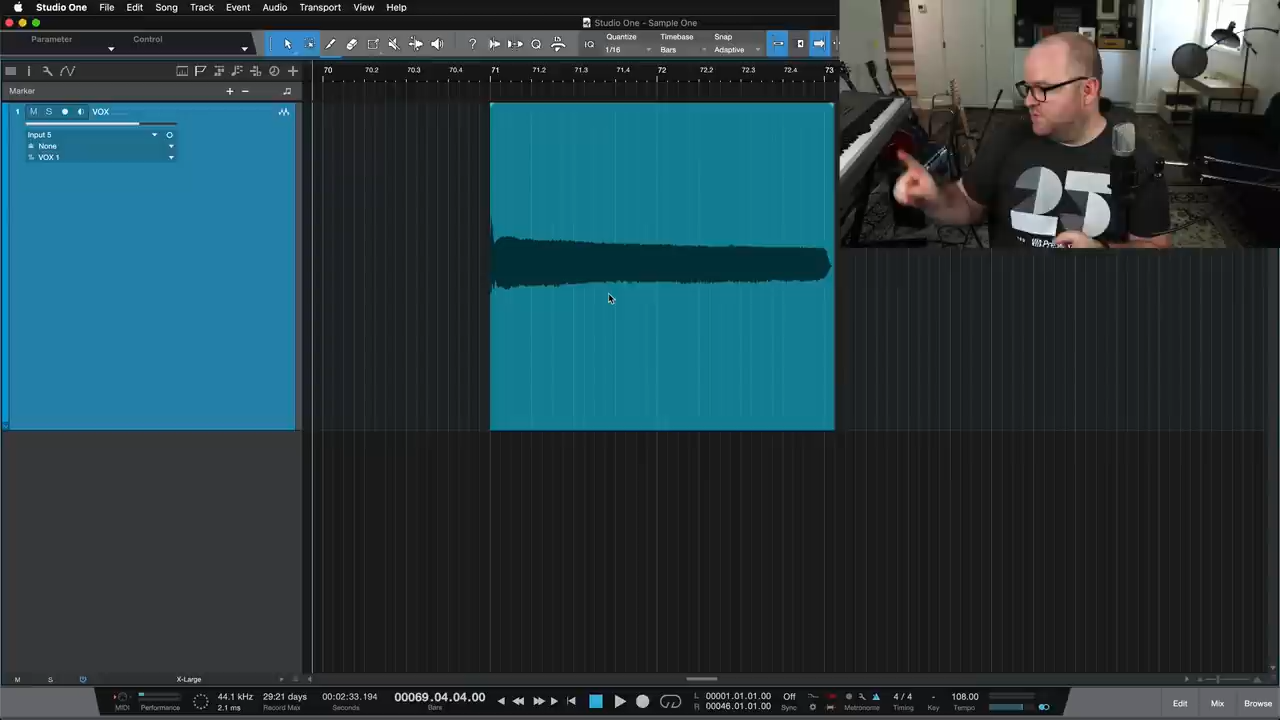 Studio One File Edit Song Track Event Audio Transport View Help
Studio One - Sample One
Parameter Control
Quantize Timebase Snap
IQ 1/16 Bars Adaptive
70 70.2 70.3 70.4 71 71.2 71.3 71.4 72 72.2 72.3 72.4 73
Marker
1 M S VOX
Input 5
None
VOX 1
25
M S X-Large
MIDI Performance
44.1 kHz
2.1 ms
29:21 days
Record Max
00:02:33.194
Seconds
00069.04.04.00
Bars
L 00001.01.01.00
R 00046.01.01.00
Off
Sync
Metronome
4 / 4
Timing
-
Key
108.00
Tempo
Edit Mix Browse